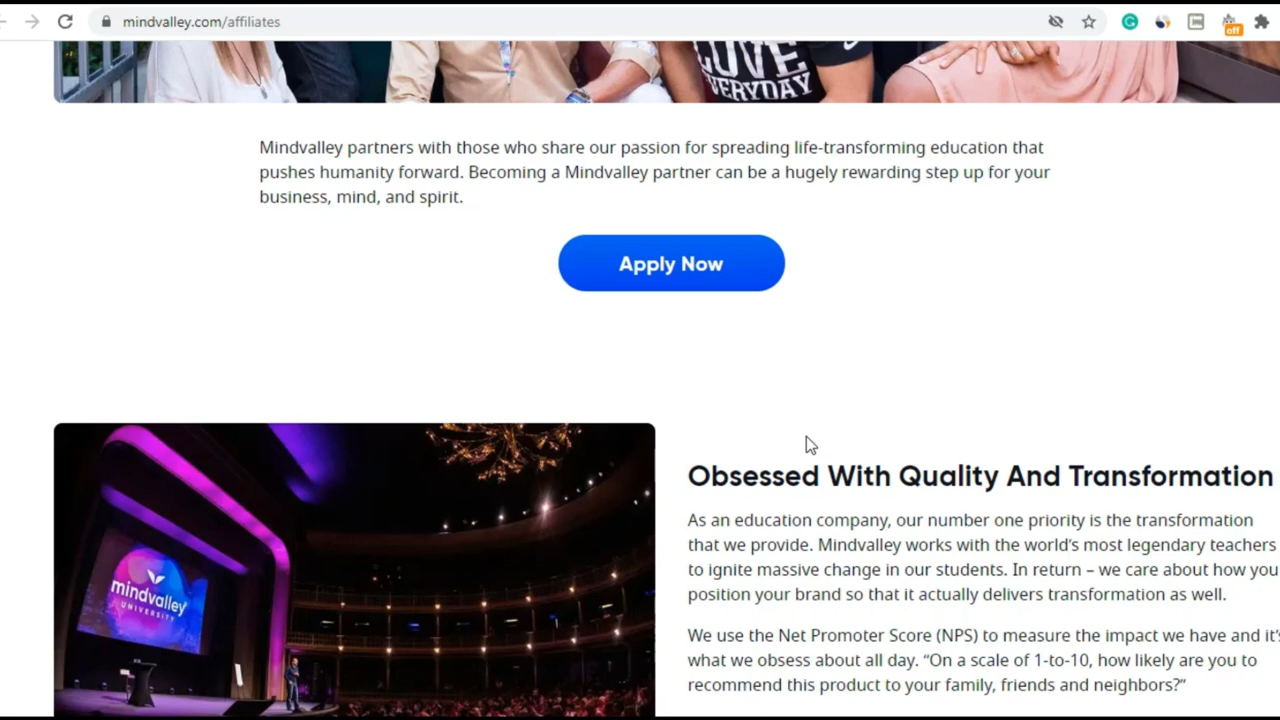 mindvalley.com/affiliates
off
LOVE
EVERYDAY
Mindvalley partners with those who share our passion for spreading life-transforming education that
pushes humanity forward. Becoming a Mindvalley partner can be a hugely rewarding step up for your
business, mind, and spirit.
Apply Now
mindvalley
UNIVERSITY
Obsessed With Quality And Transformation
As an education company, our number one priority is the transformation
that we provide. Mindvalley works with the world's most legendary teachers
to ignite massive change in our students. In return – we care about how you
position your brand so that it actually delivers transformation as well.
We use the Net Promoter Score (NPS) to measure the impact we have and it's
what we obsess about all day. “On a scale of 1-to-10, how likely are you to
recommend this product to your family, friends and neighbors?”